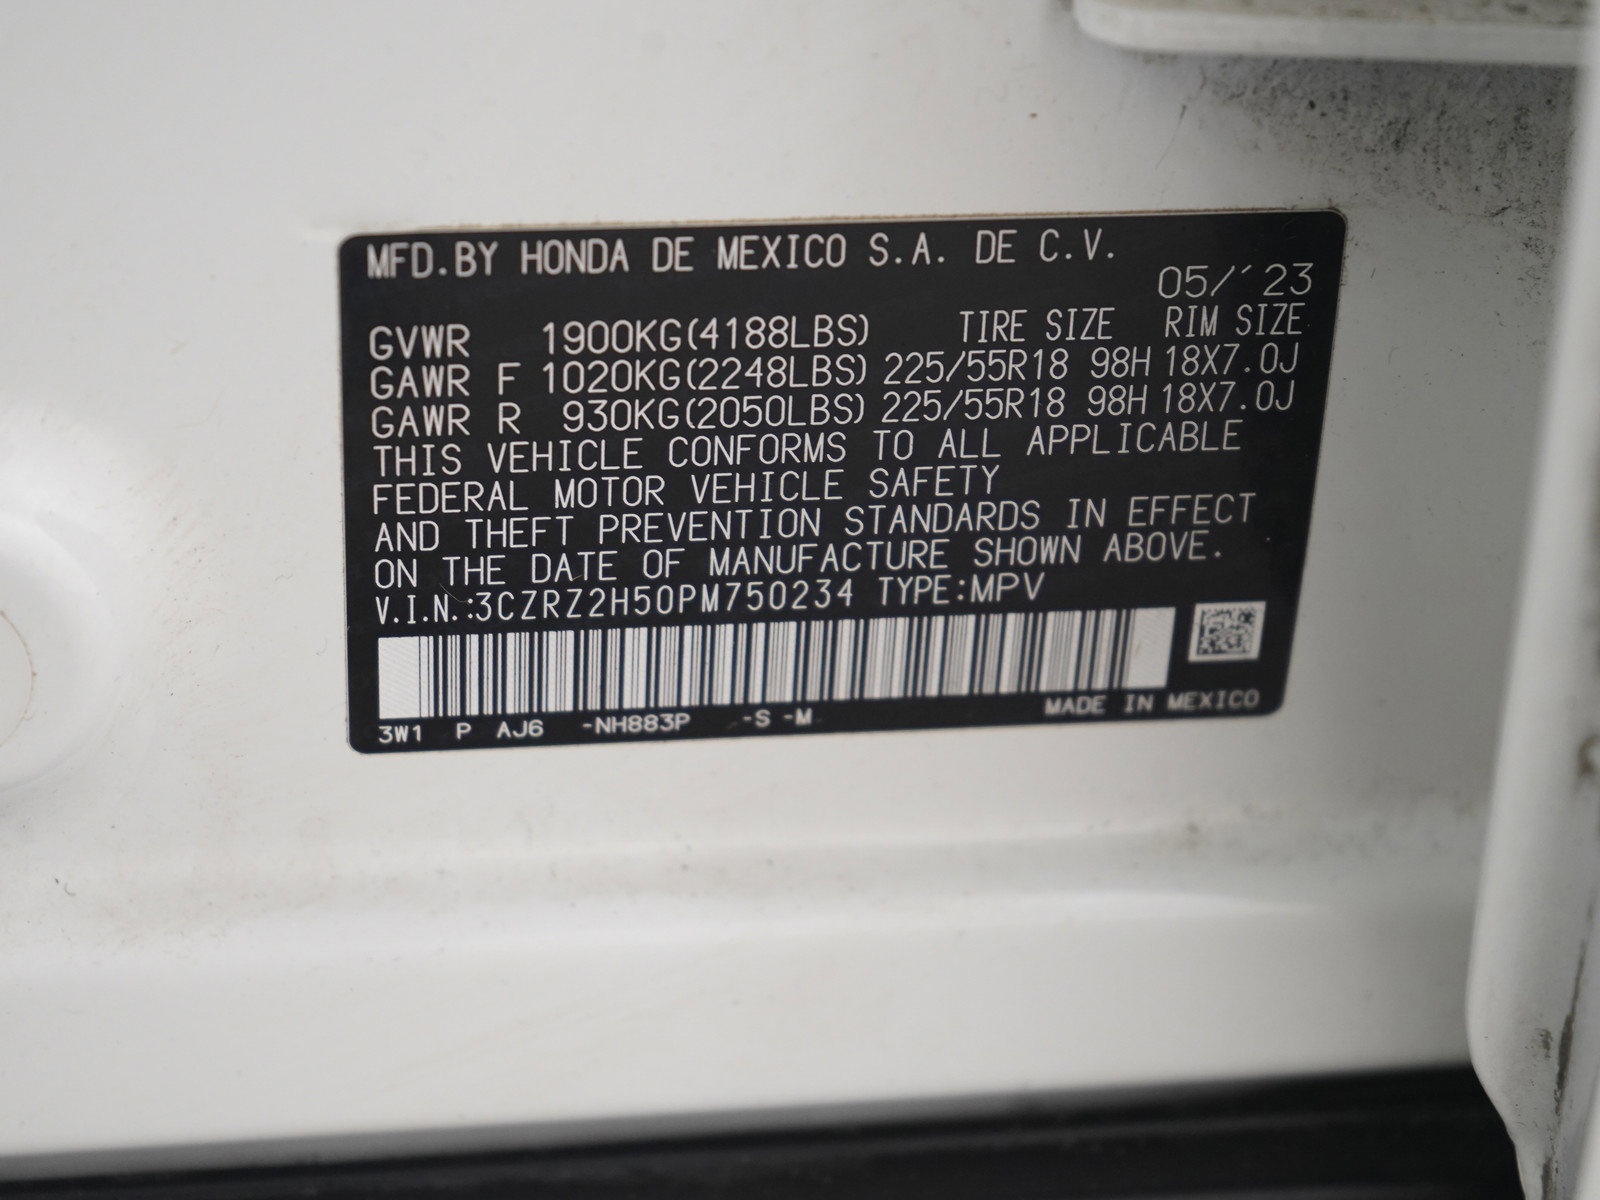 MFD.BY HONDA DE MEXICO S.A. DE C.V.
05/'23
GVWR 1900KG(4188LBS) TIRE SIZE RIM SIZE
GAWR F 1020KG(2248LBS) 225/55R18 98H 18X7.0J
GAWR R 930KG(2050LBS) 225/55R18 98H 18X7.0J
THIS VEHICLE CONFORMS TO ALL APPLICABLE
FEDERAL MOTOR VEHICLE SAFETY
AND THEFT PREVENTION STANDARDS IN EFFECT
ON THE DATE OF MANUFACTURE SHOWN ABOVE.
V.I.N.:3CZRZ2H50PM750234 TYPE:MPV
3W1 P AJ6 -NH883P -S -M MADE IN MEXICO